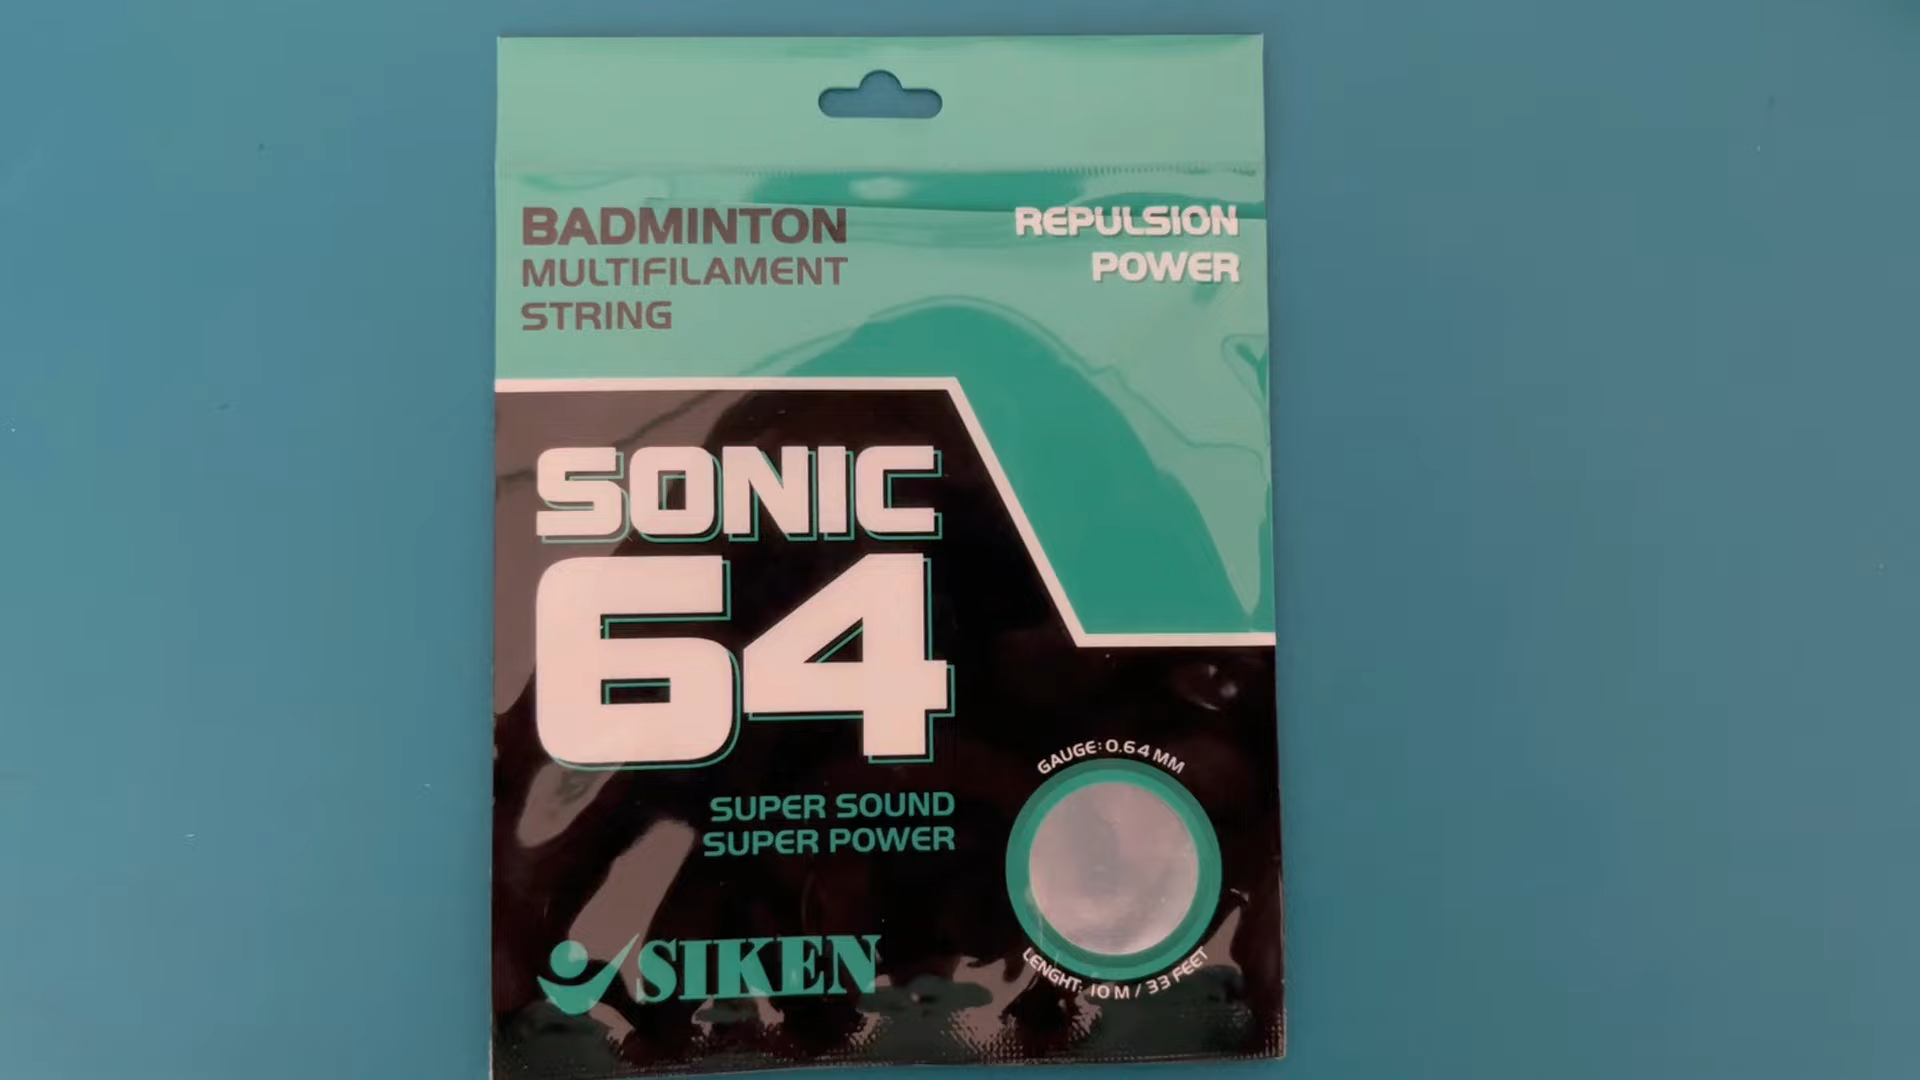 BADMINTON
MULTIFILAMENT
STRING
REPULSION
POWER
SONIC
64
SUPER SOUND
SUPER POWER
GAUGE: 0.64 MM
LENGHT: 10 M / 33 FEET
SIKEN